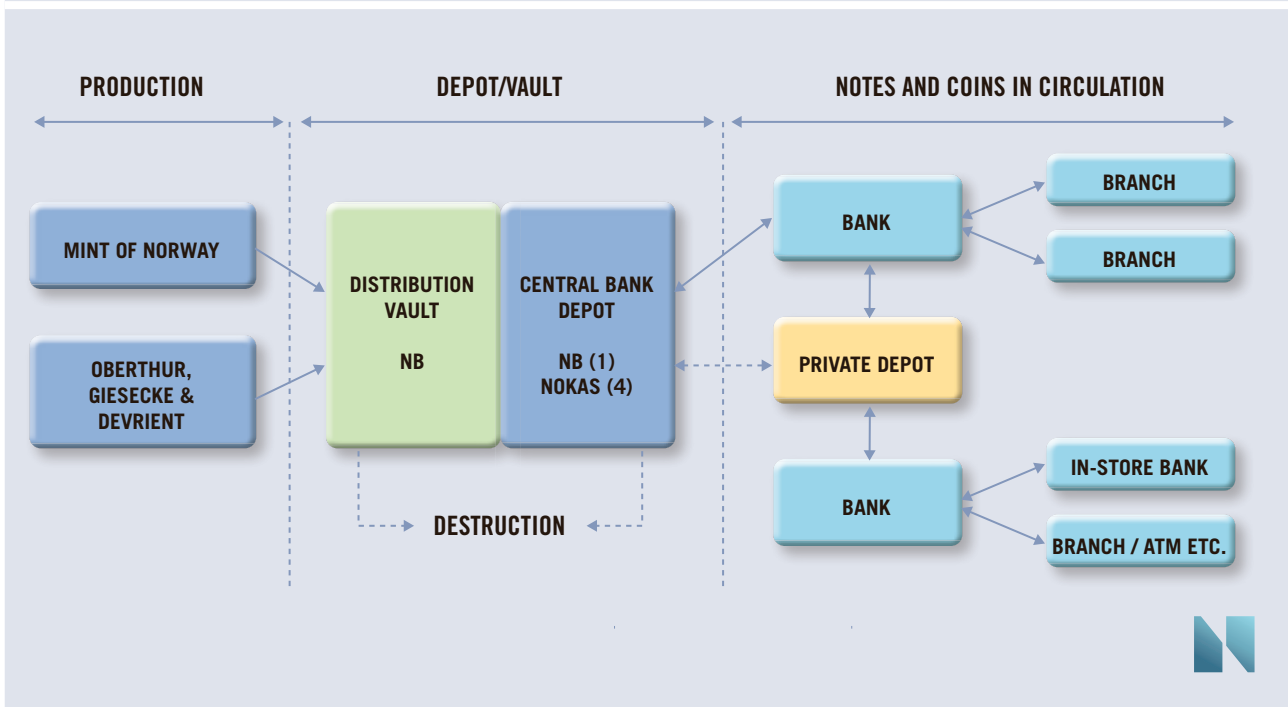 PRODUCTION
DEPOT/VAULT
NOTES AND COINS IN CIRCULATION
MINT OF NORWAY
OBERTHUR,
GIESECKE &
DEVRIENT
DISTRIBUTION
VAULT
NB
CENTRAL BANK
DEPOT
NB (1)
NOKAS (4)
DESTRUCTION
BANK
BRANCH
BRANCH
PRIVATE DEPOT
BANK
IN-STORE BANK
BRANCH / ATM ETC.